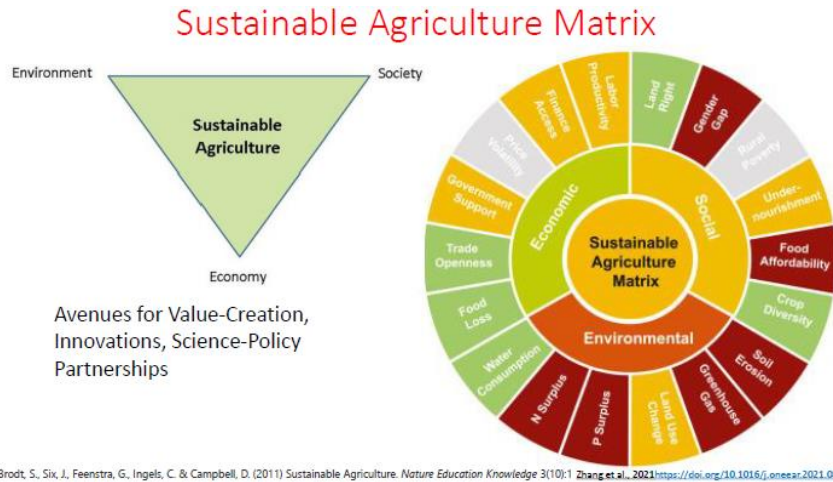 Sustainable Agriculture Matrix
Environment
Society
Sustainable
Agriculture
Economy
Avenues for Value-Creation,
Innovations, Science-Policy
Partnerships
Sustainable
Agriculture
Matrix
Economic
Social
Environmental
Land
Right
Gender
Gap
Rural
Poverty
Under-
nourishment
Food
Affordability
Crop
Diversity
Soil
Erosion
Greenhouse
Gas
Land Use
Change
P Surplus
N Surplus
Water
Consumption
Food
Loss
Trade
Openness
Government
Support
Price
Volatility
Finance
Access
Labor
Productivity
Brodt, S., Six, J., Feenstra, G., Ingels, C. & Campbell, D. (2011) Sustainable Agriculture. Nature Education Knowledge 3(10):1 Zhang et al., 2021https://doi.org/10.1016/j.oneear.2021.0